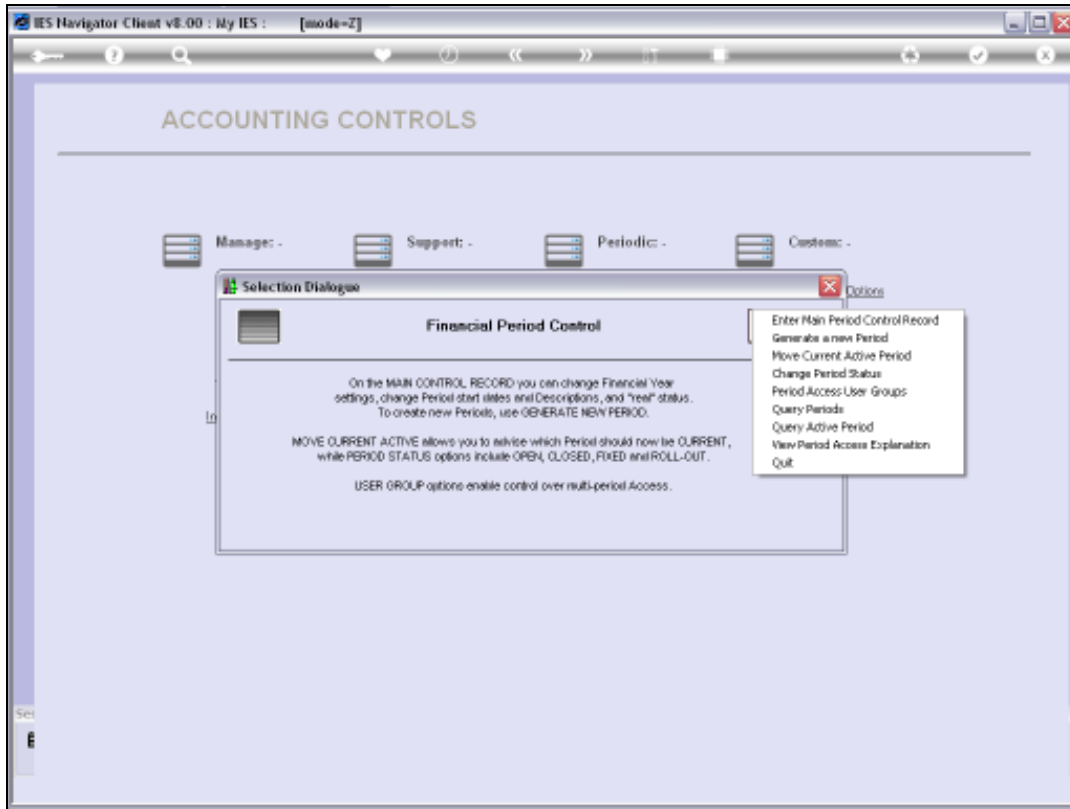 IES Navigator Client v8.00 : My IES : [mode=Z]
ACCOUNTING CONTROLS
Manage: -
Support: -
Periodic: -
Custom: -
Options
Selection Dialogue
Financial Period Control
On the MAIN CONTROL RECORD you can change Financial Year
settings, change Period start dates and Descriptions, and "real" status.
To create new Periods, use GENERATE NEW PERIOD.
MOVE CURRENT ACTIVE allows you to advise which Period should now be CURRENT,
while PERIOD STATUS options include OPEN, CLOSED, FIXED and ROLL-OUT.
USER GROUP options enable control over multi-period Access.
Enter Main Period Control Record
Generate a new Period
Move Current Active Period
Change Period Status
Period Access User Groups
Query Periods
Query Active Period
View Period Access Explanation
Quit
In